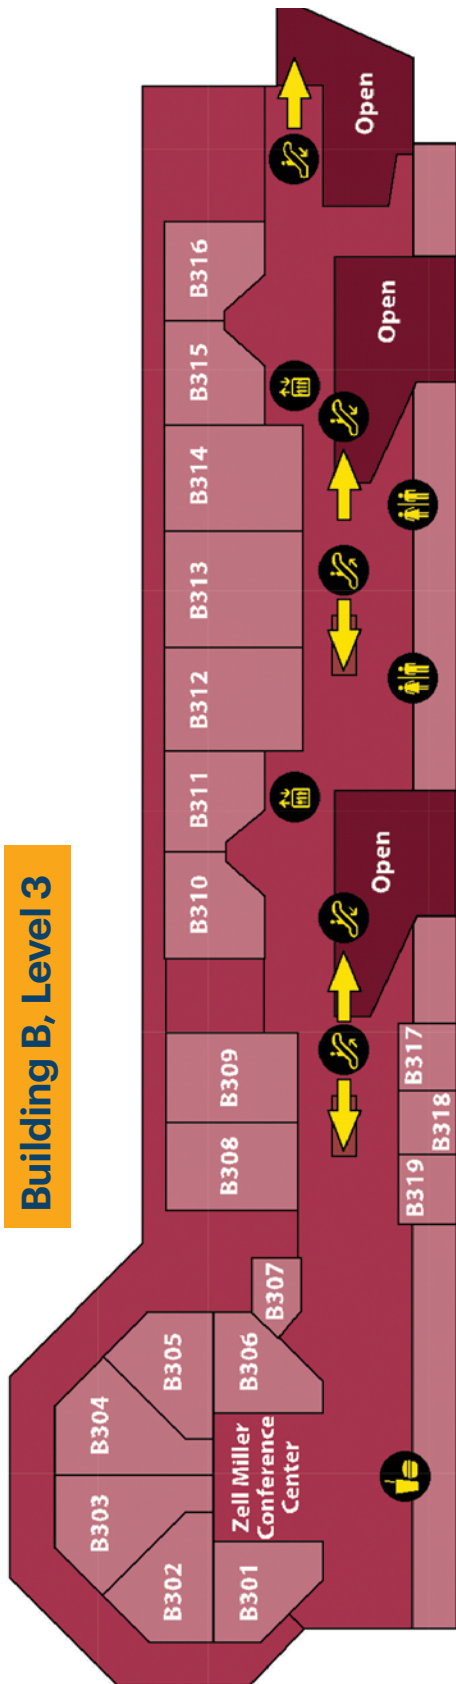 Building B, Level 3
B301
B302
B303
B304
B305
B306
B307
Zell Miller
Conference
Center
B308
B309
B310
B311
B312
B313
B314
B315
B316
Open
Open
Open
B317
B318
B319